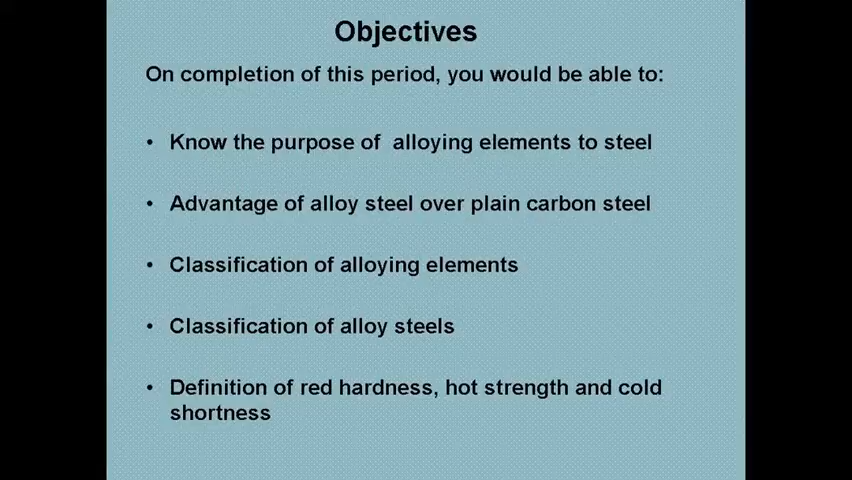 Objectives
On completion of this period, you would be able to:
• Know the purpose of  alloying elements to steel
• Advantage of alloy steel over plain carbon steel
• Classification of alloying elements
• Classification of alloy steels
• Definition of red hardness, hot strength and cold
shortness